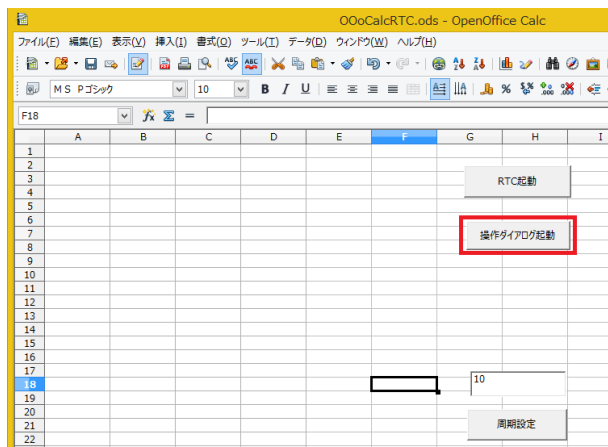 OOoCalcRTC.ods - OpenOffice Calc
ファイル(F) 編集(E) 表示(V) 挿入(I) 書式(O) ツール(T) データ(D) ウィンドウ(W) ヘルプ(H)
ＭＳ Ｐゴシック 10 B I U
F18 =
A B C D E F G H I
1
2
3 RTC起動
4
5
6
7 操作ダイアログ起動
8
9
10
11
12
13
14
15
16
17
18 10
19
20
21 周期設定
22